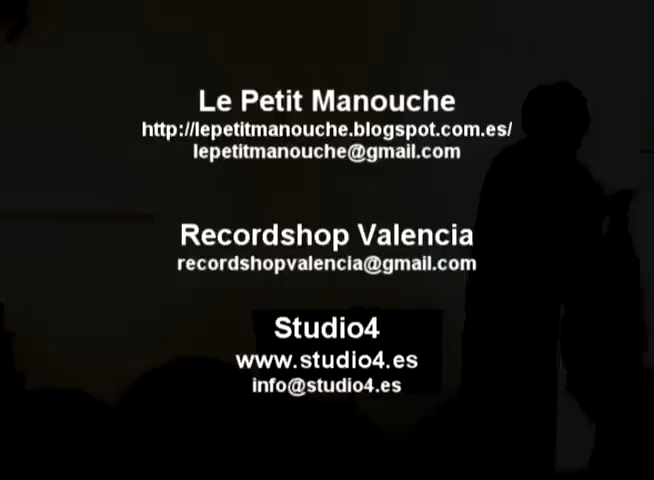 Le Petit Manouche
http://lepetitmanouche.blogspot.com.es/
lepetitmanouche@gmail.com
Recordshop Valencia
recordshopvalencia@gmail.com
Studio4
www.studio4.es
info@studio4.es